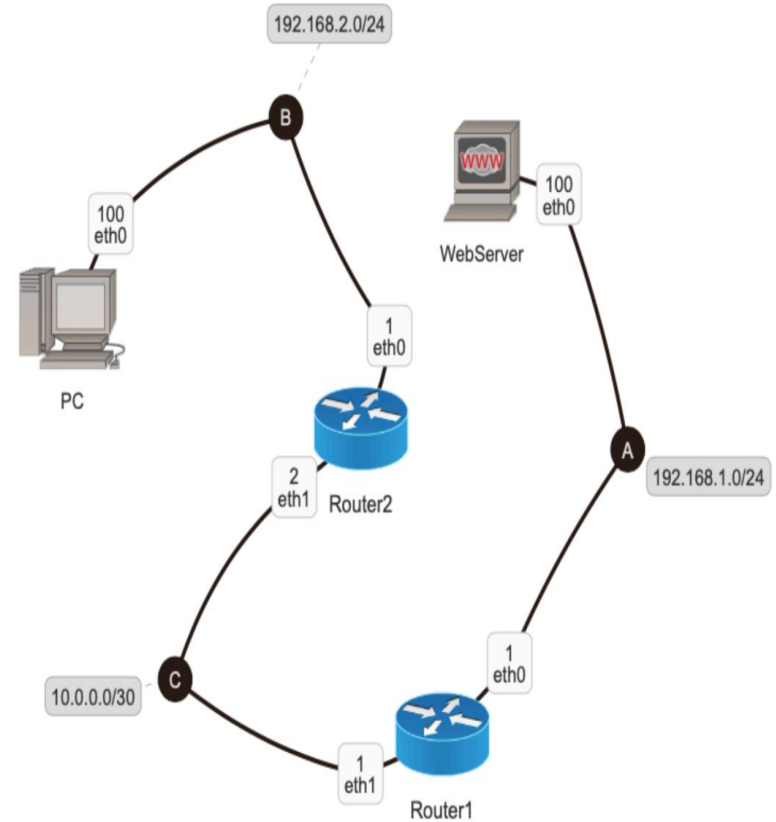 192.168.2.0/24
B
WWW
100
eth0
WebServer
100
eth0
1
eth0
PC
A
192.168.1.0/24
2
eth1
Router2
1
eth0
C
10.0.0.0/30
1
eth1
Router1